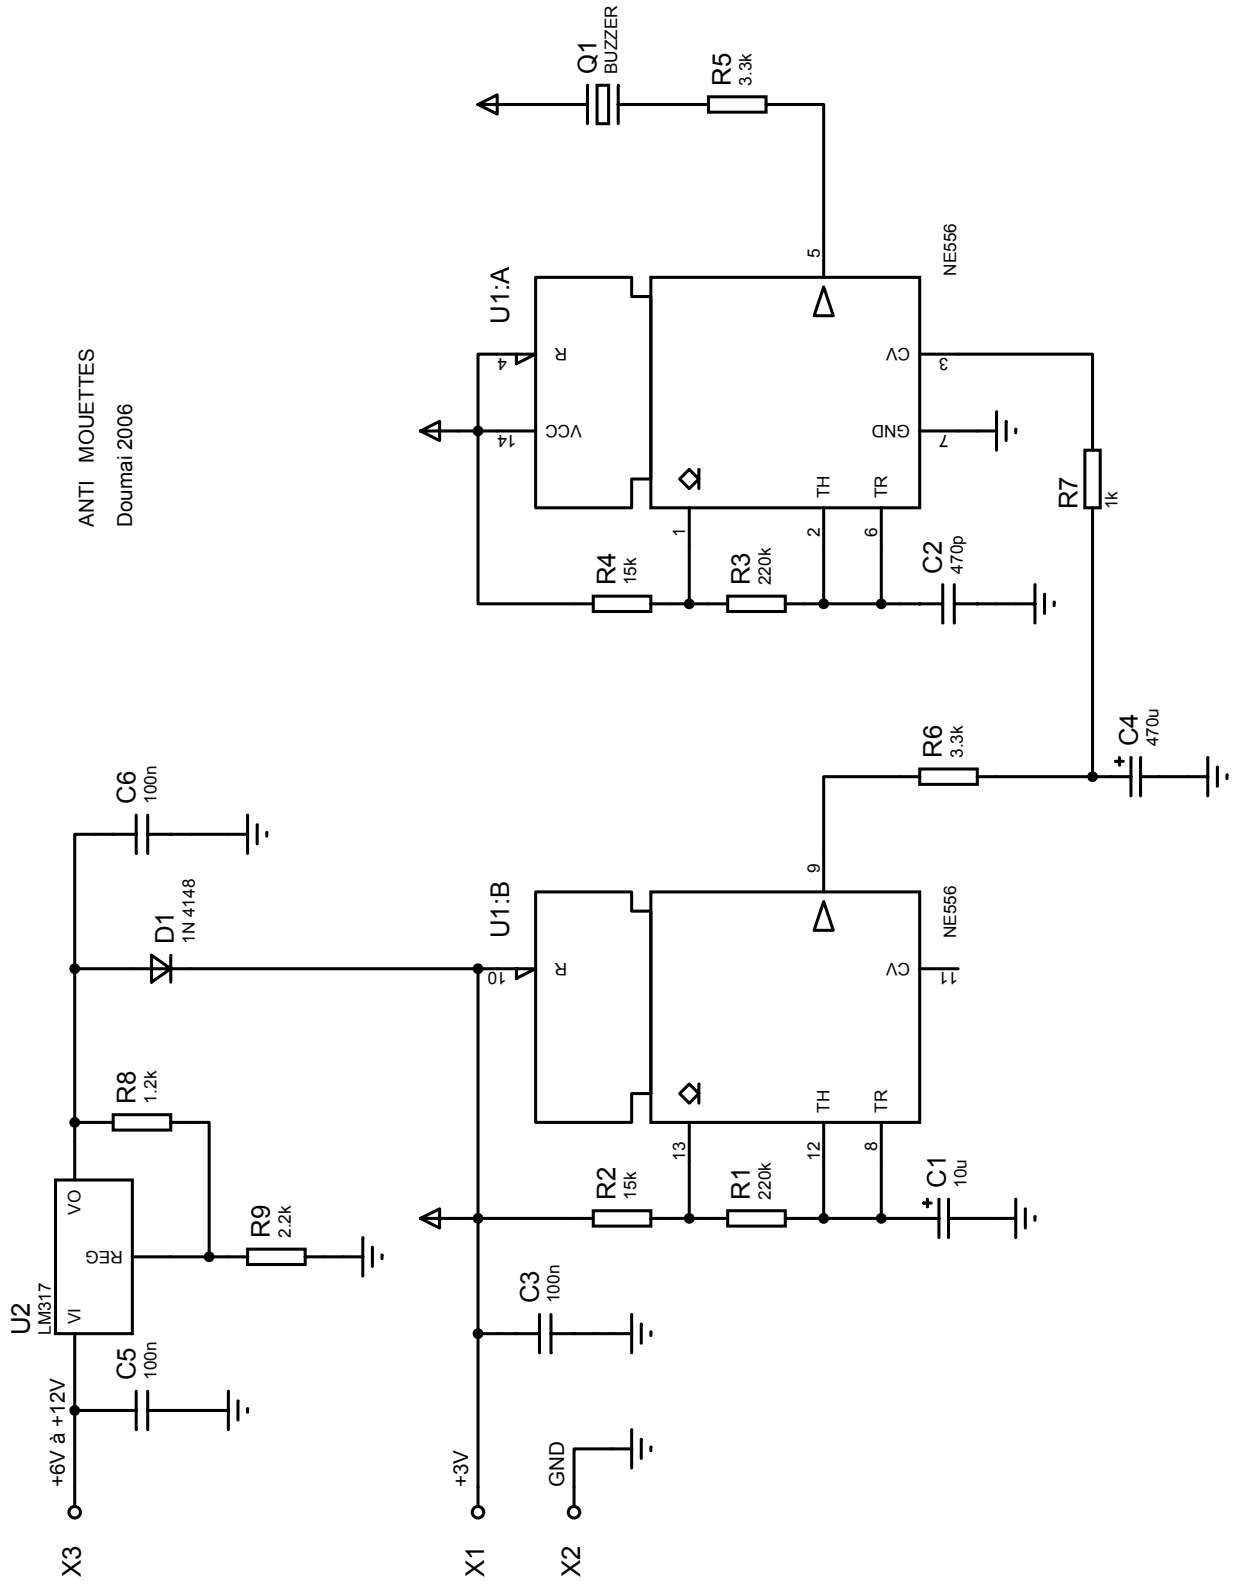 ANTI MOUETTES
Doumai 2006
X3
+6V à +12V
C5
100n
U2
LM317
VI
VO
REG
R8
1.2k
R9
2.2k
D1
1N 4148
C6
100n
X1
+3V
X2
GND
C3
100n
R2
15k
R1
220k
C1
10u
13
12
8
U1:B
10
R
TH
TR
CV
11
9
NE556
R6
3.3k
C4
470u
R7
1k
R4
15k
R3
220k
C2
470p
1
2
6
U1:A
14
4
VCC
R
TH
TR
GND
CV
7
3
5
NE556
R5
3.3k
Q1
BUZZER